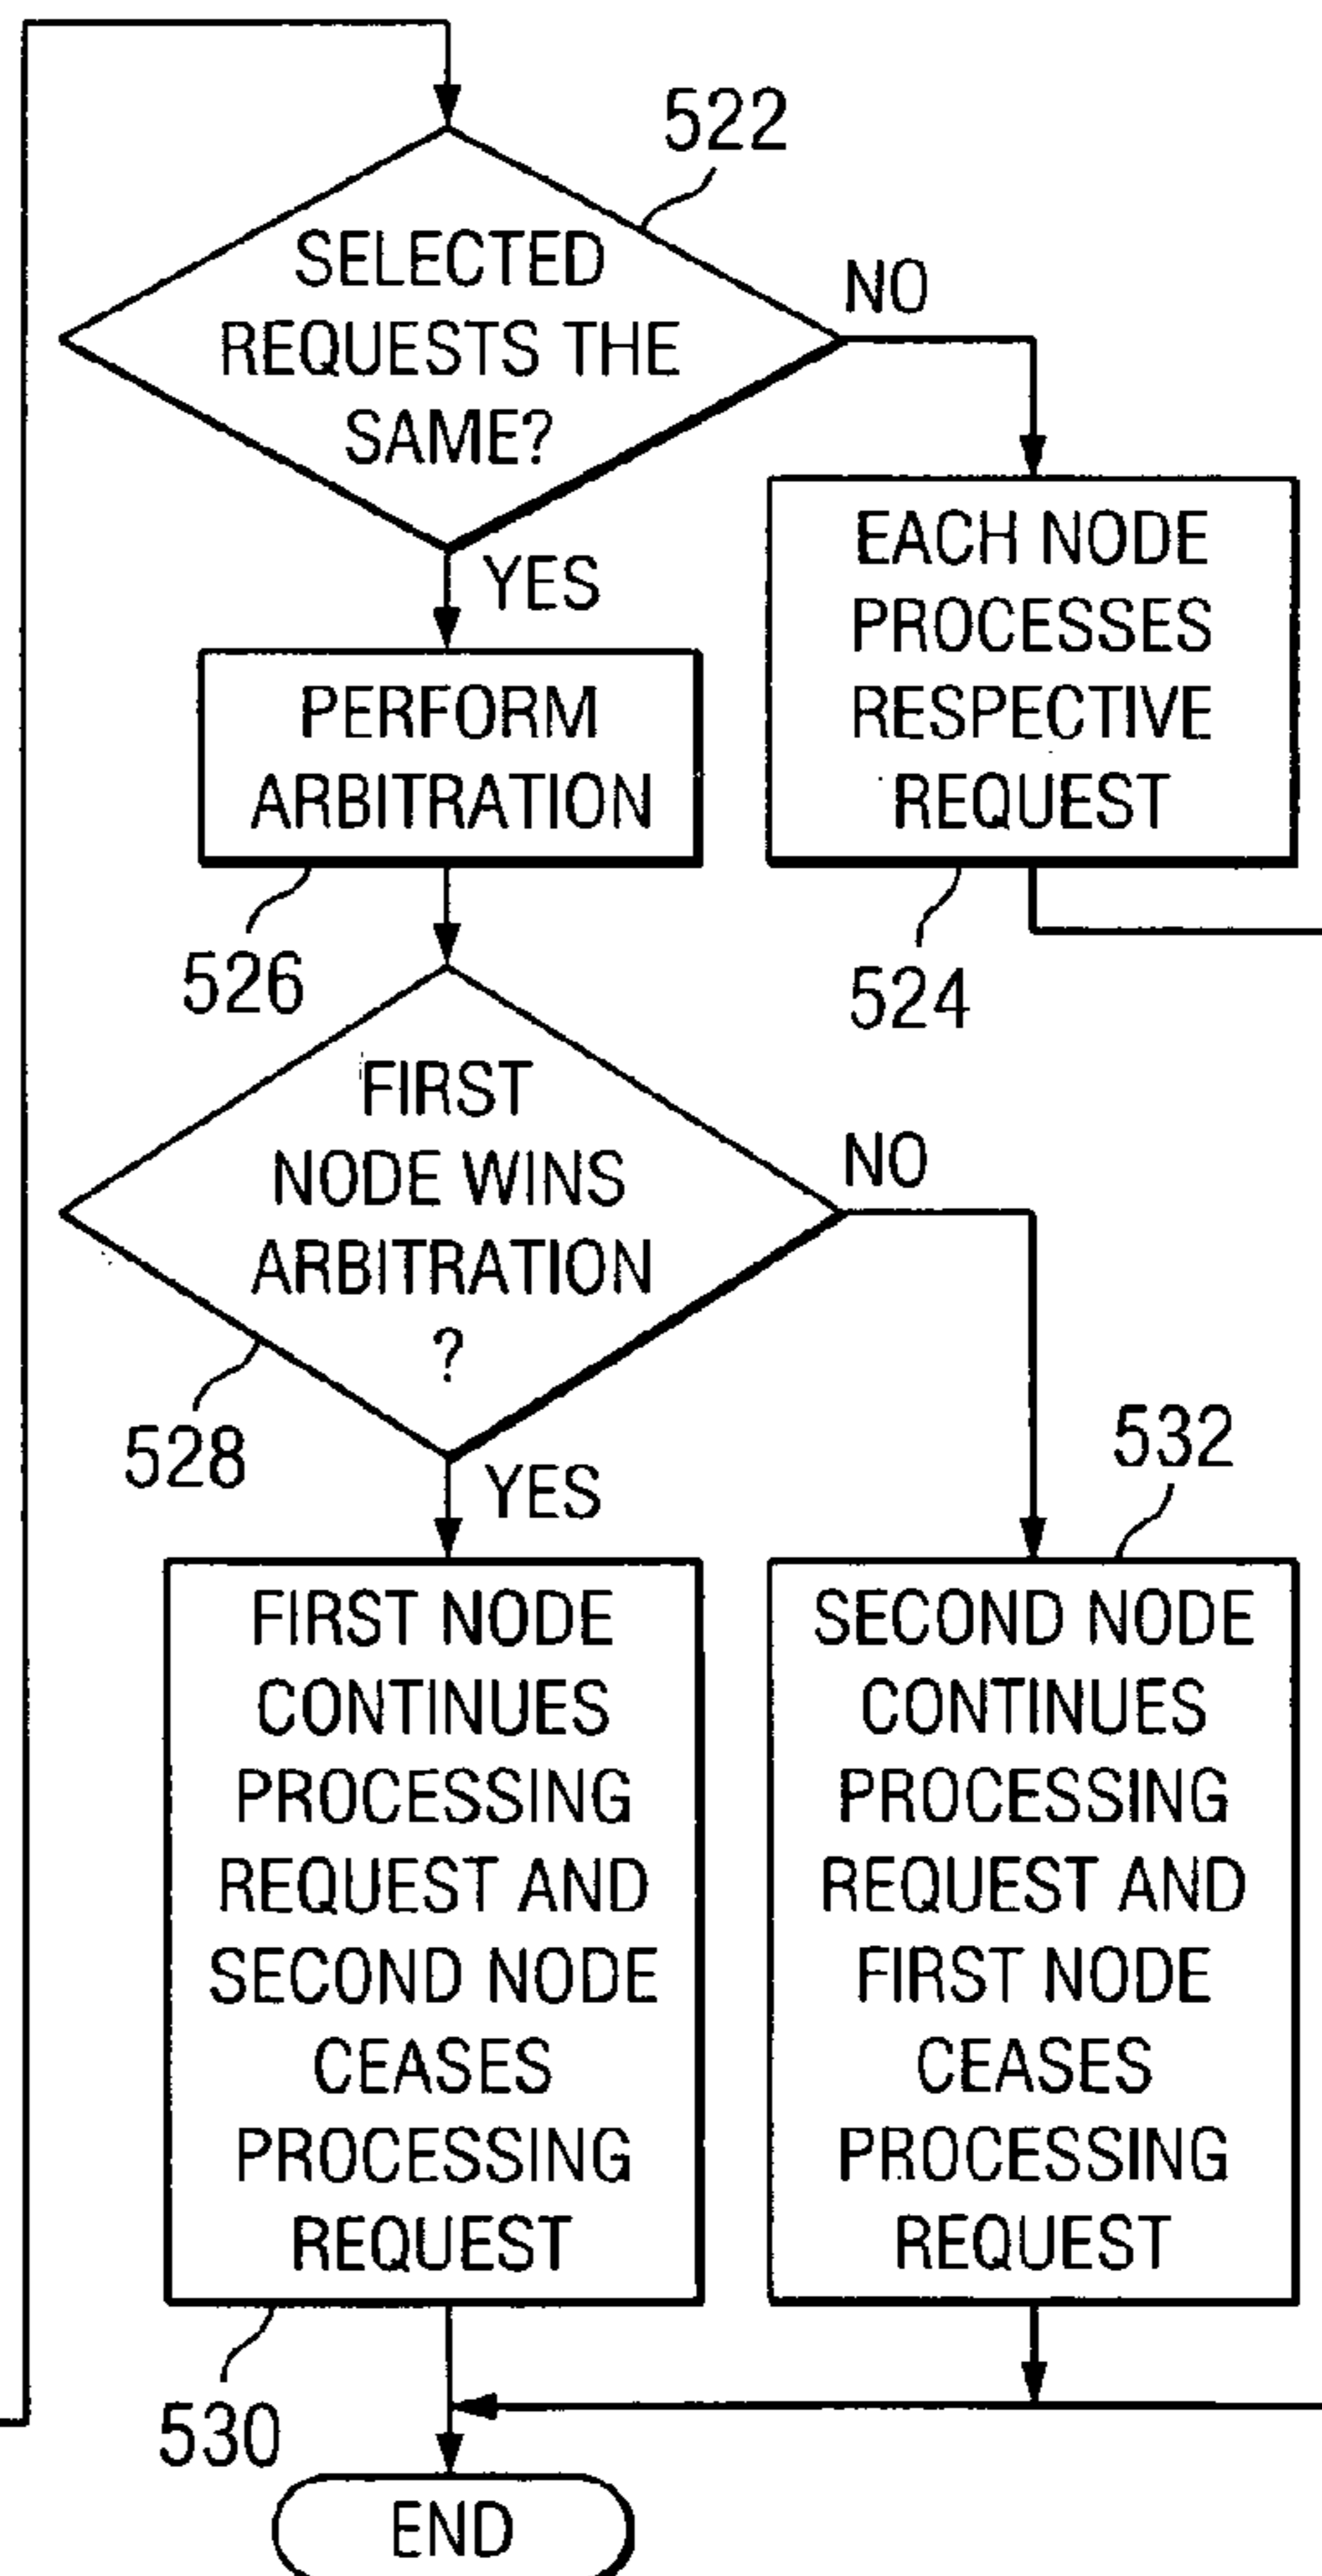 522
SELECTED
REQUESTS THE
SAME?
NO
YES
EACH NODE
PROCESSES
RESPECTIVE
REQUEST
524
PERFORM
ARBITRATION
526
FIRST
NODE WINS
ARBITRATION
?
NO
528
YES
532
FIRST NODE
CONTINUES
PROCESSING
REQUEST AND
SECOND NODE
CEASES
PROCESSING
REQUEST
530
SECOND NODE
CONTINUES
PROCESSING
REQUEST AND
FIRST NODE
CEASES
PROCESSING
REQUEST
END